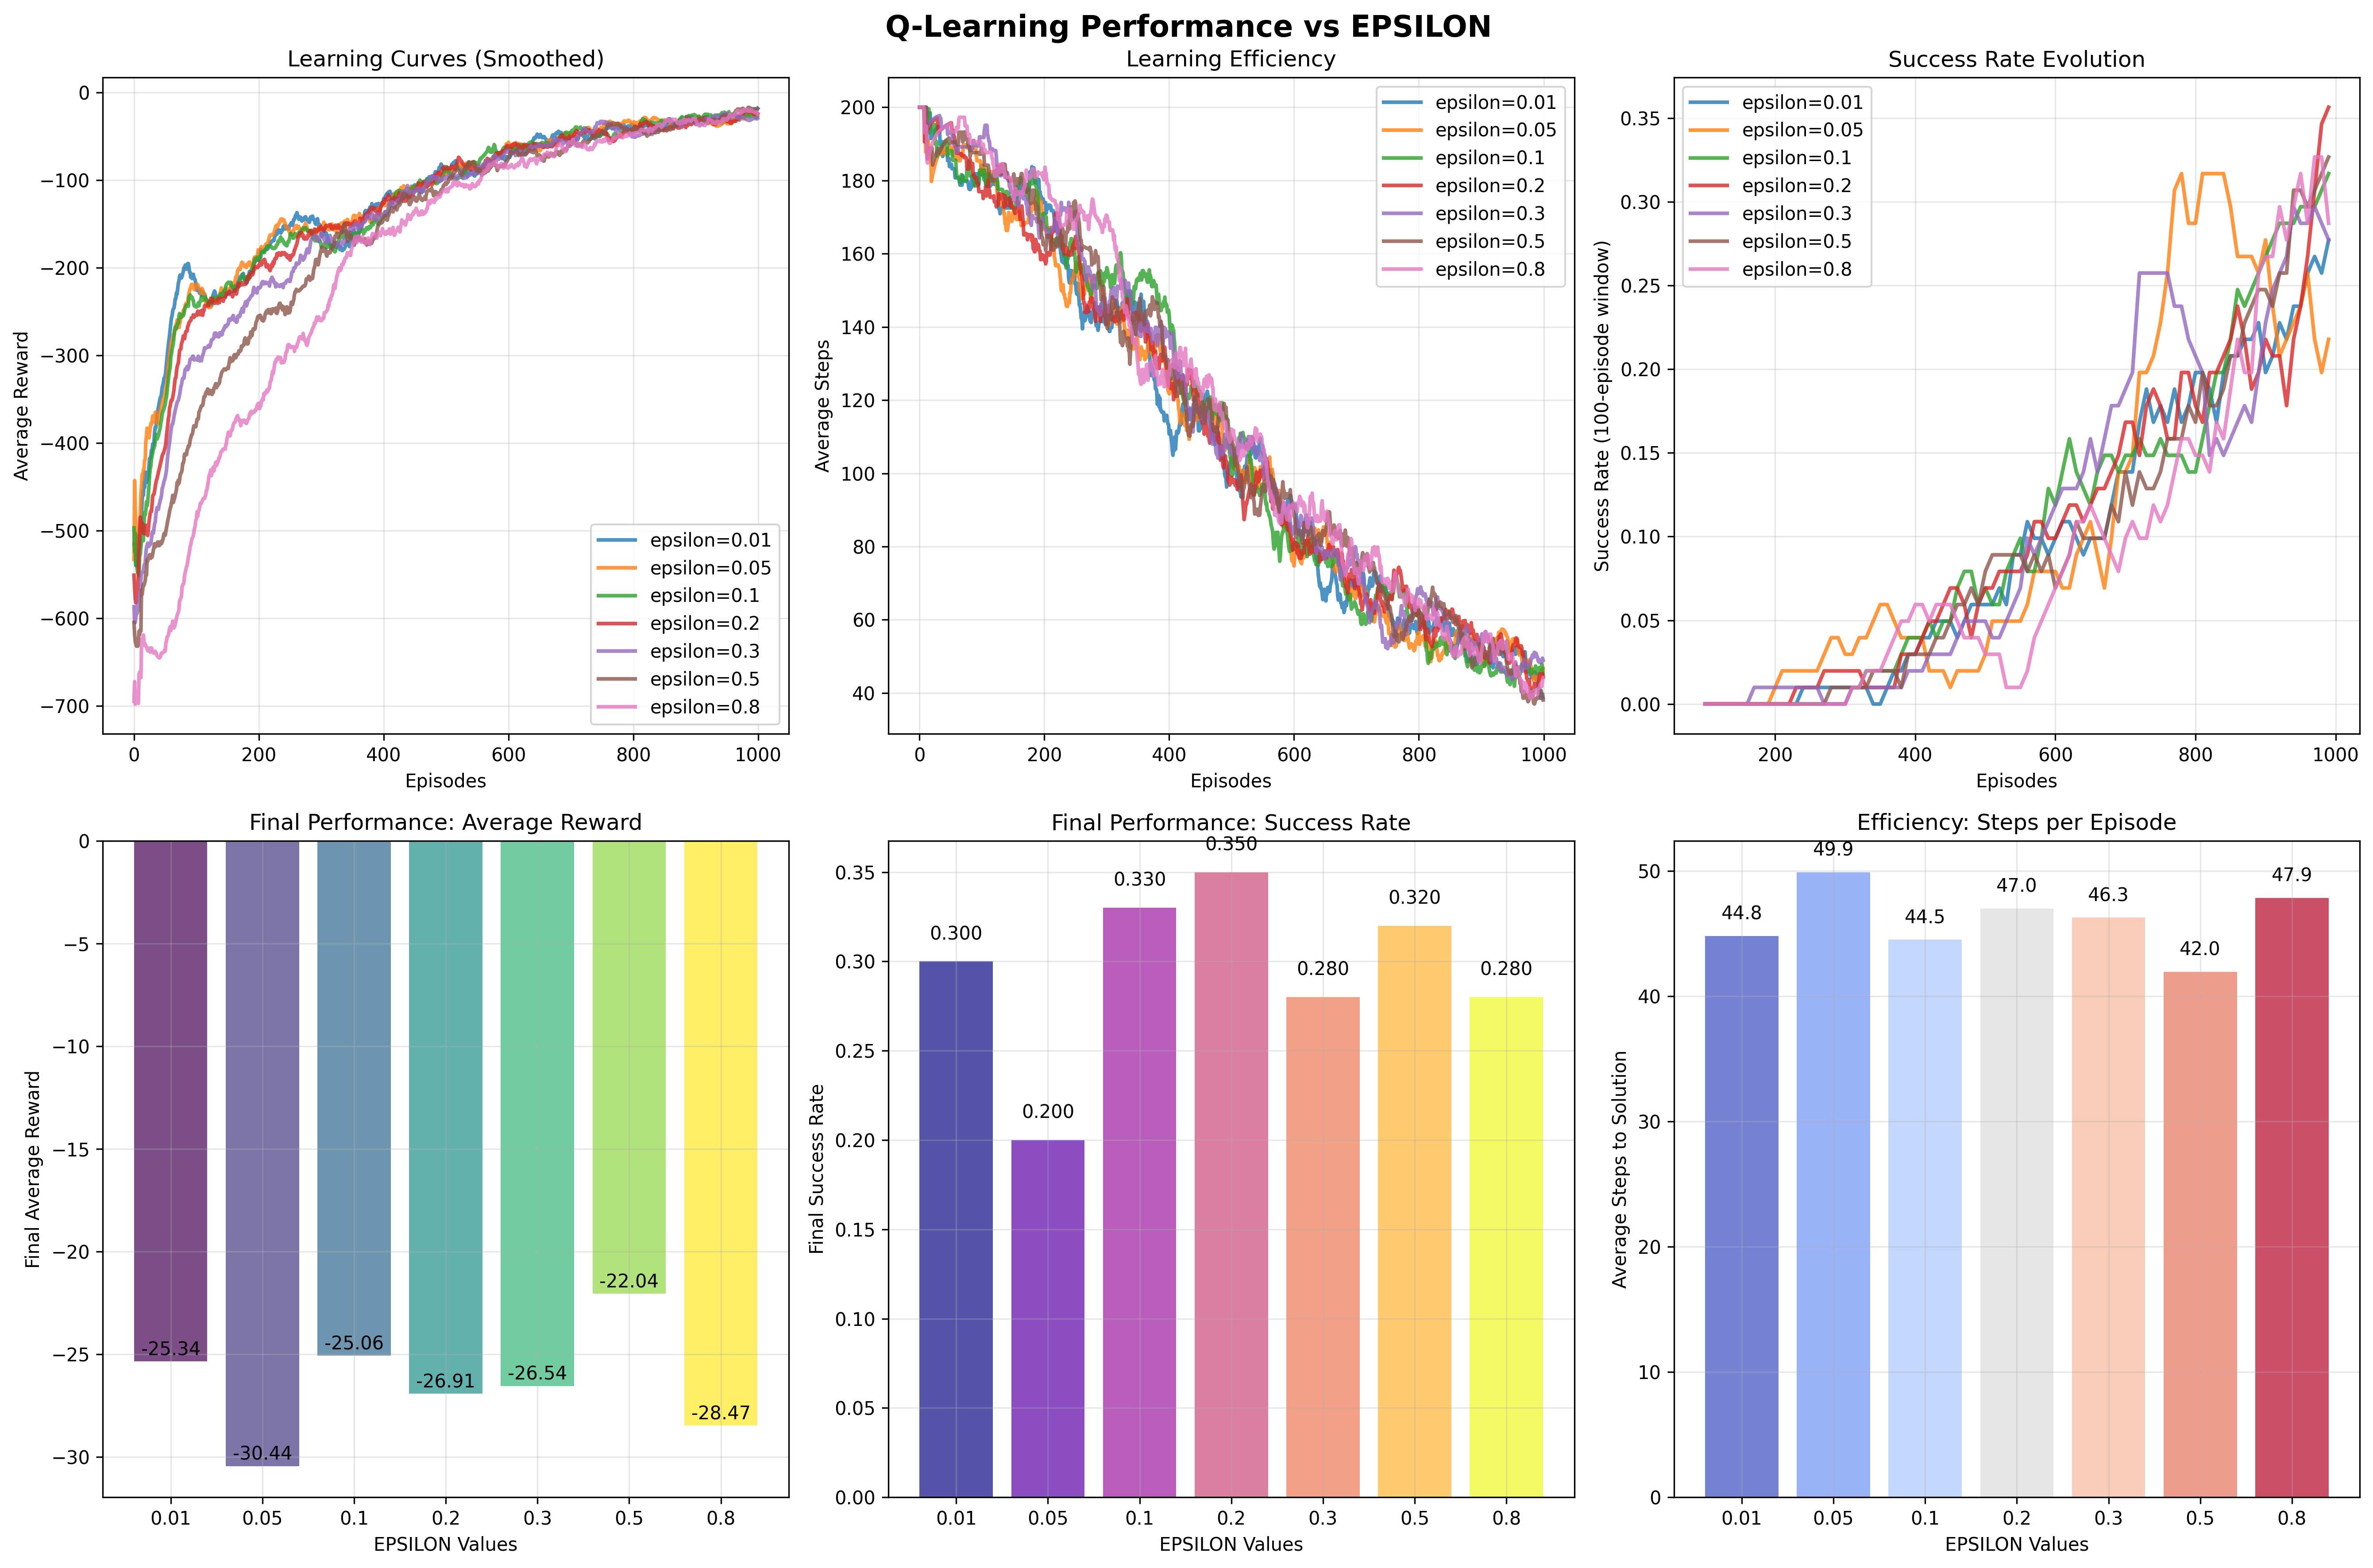 Q-Learning Performance vs EPSILON
Learning Curves (Smoothed)
Average Reward
0
−100
−200
−300
−400
−500
−600
−700
epsilon=0.01
epsilon=0.05
epsilon=0.1
epsilon=0.2
epsilon=0.3
epsilon=0.5
epsilon=0.8
0 200 400 600 800 1000
Episodes
Learning Efficiency
Average Steps
200
180
160
140
120
100
80
60
40
epsilon=0.01
epsilon=0.05
epsilon=0.1
epsilon=0.2
epsilon=0.3
epsilon=0.5
epsilon=0.8
0 200 400 600 800 1000
Episodes
Success Rate Evolution
Success Rate (100-episode window)
0.35
0.30
0.25
0.20
0.15
0.10
0.05
0.00
epsilon=0.01
epsilon=0.05
epsilon=0.1
epsilon=0.2
epsilon=0.3
epsilon=0.5
epsilon=0.8
200 400 600 800 1000
Episodes
Final Performance: Average Reward
Final Average Reward
0
−5
−10
−15
−20
−25
−30
-25.34
-30.44
-25.06
-26.91
-26.54
-22.04
-28.47
0.01 0.05 0.1 0.2 0.3 0.5 0.8
EPSILON Values
Final Performance: Success Rate
Final Success Rate
0.35
0.30
0.25
0.20
0.15
0.10
0.05
0.00
0.300
0.200
0.330
0.350
0.280
0.320
0.280
0.01 0.05 0.1 0.2 0.3 0.5 0.8
EPSILON Values
Efficiency: Steps per Episode
Average Steps to Solution
50
40
30
20
10
0
44.8
49.9
44.5
47.0
46.3
42.0
47.9
0.01 0.05 0.1 0.2 0.3 0.5 0.8
EPSILON Values